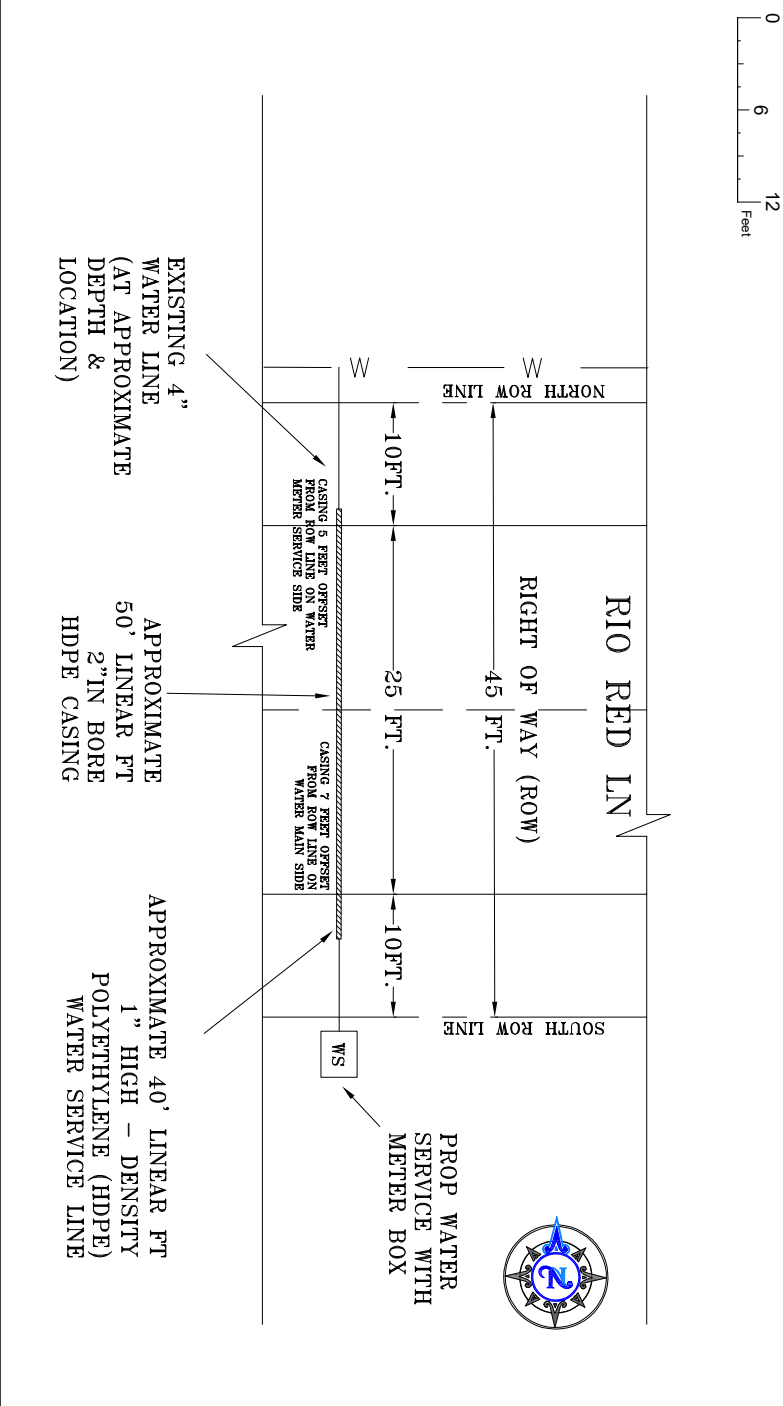 0
6
12
Feet
RIO RED LN
RIGHT OF WAY (ROW)
45 FT.
NORTH ROW LINE
SOUTH ROW LINE
10FT.
25 FT.
10FT.
W
W
CASING 5 FEET OFFSET
FROM ROW LINE ON WATER
METER SERVICE SIDE
CASING 7 FEET OFFSET
FROM ROW LINE ON
WATER MAIN SIDE
WS
PROP WATER
SERVICE WITH
METER BOX
N
EXISTING 4"
WATER LINE
(AT APPROXIMATE
DEPTH &
LOCATION)
APPROXIMATE
50' LINEAR FT
2"IN BORE
HDPE CASING
APPROXIMATE 40' LINEAR FT
1" HIGH - DENSITY
POLYETHYLENE (HDPE)
WATER SERVICE LINE